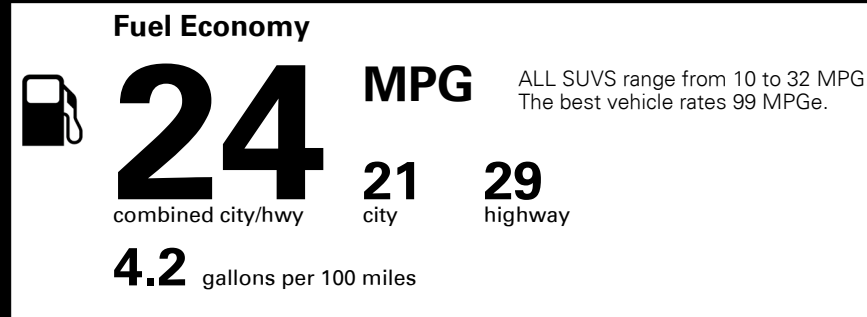 Fuel Economy
24 MPG
ALL SUVS range from 10 to 32 MPG
The best vehicle rates 99 MPGe.
combined city/hwy
21 city
29 highway
4.2 gallons per 100 miles